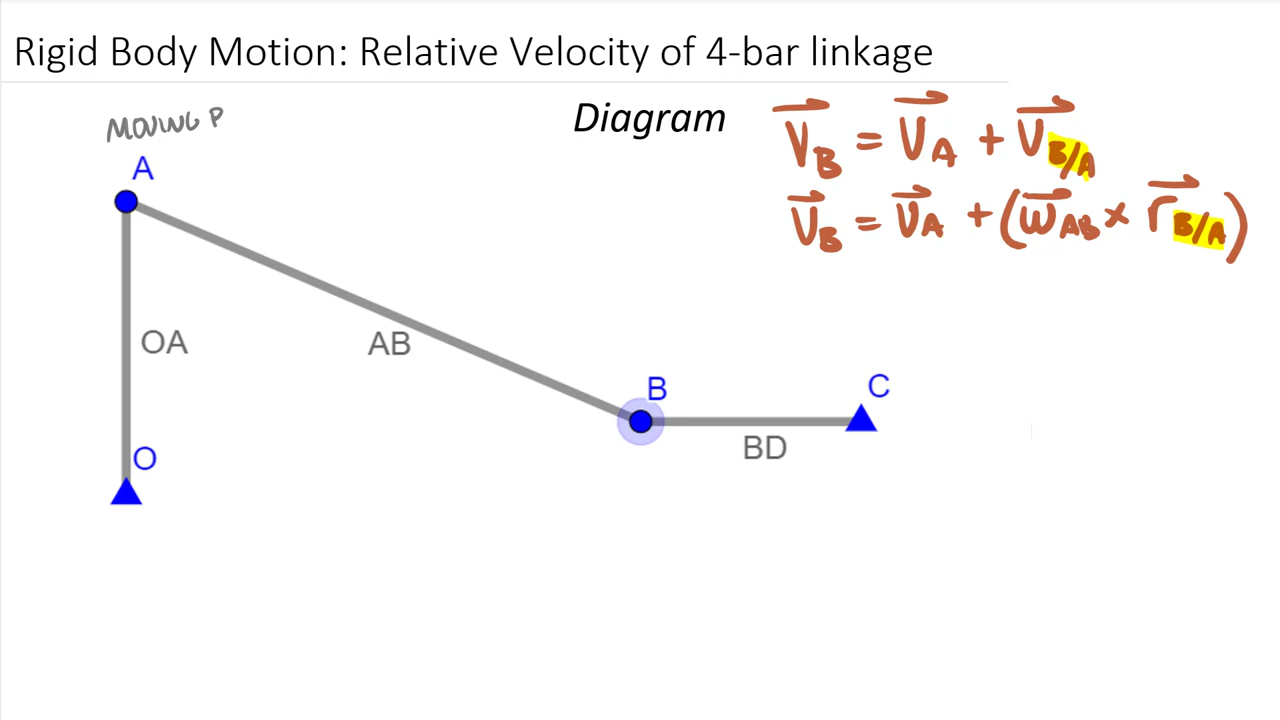 Rigid Body Motion: Relative Velocity of 4-bar linkage
MOVING P
Diagram
V_B = V_A + V_B/A
V_B = V_A + (ω_AB × r_B/A)
A
OA
AB
B
C
BD
O